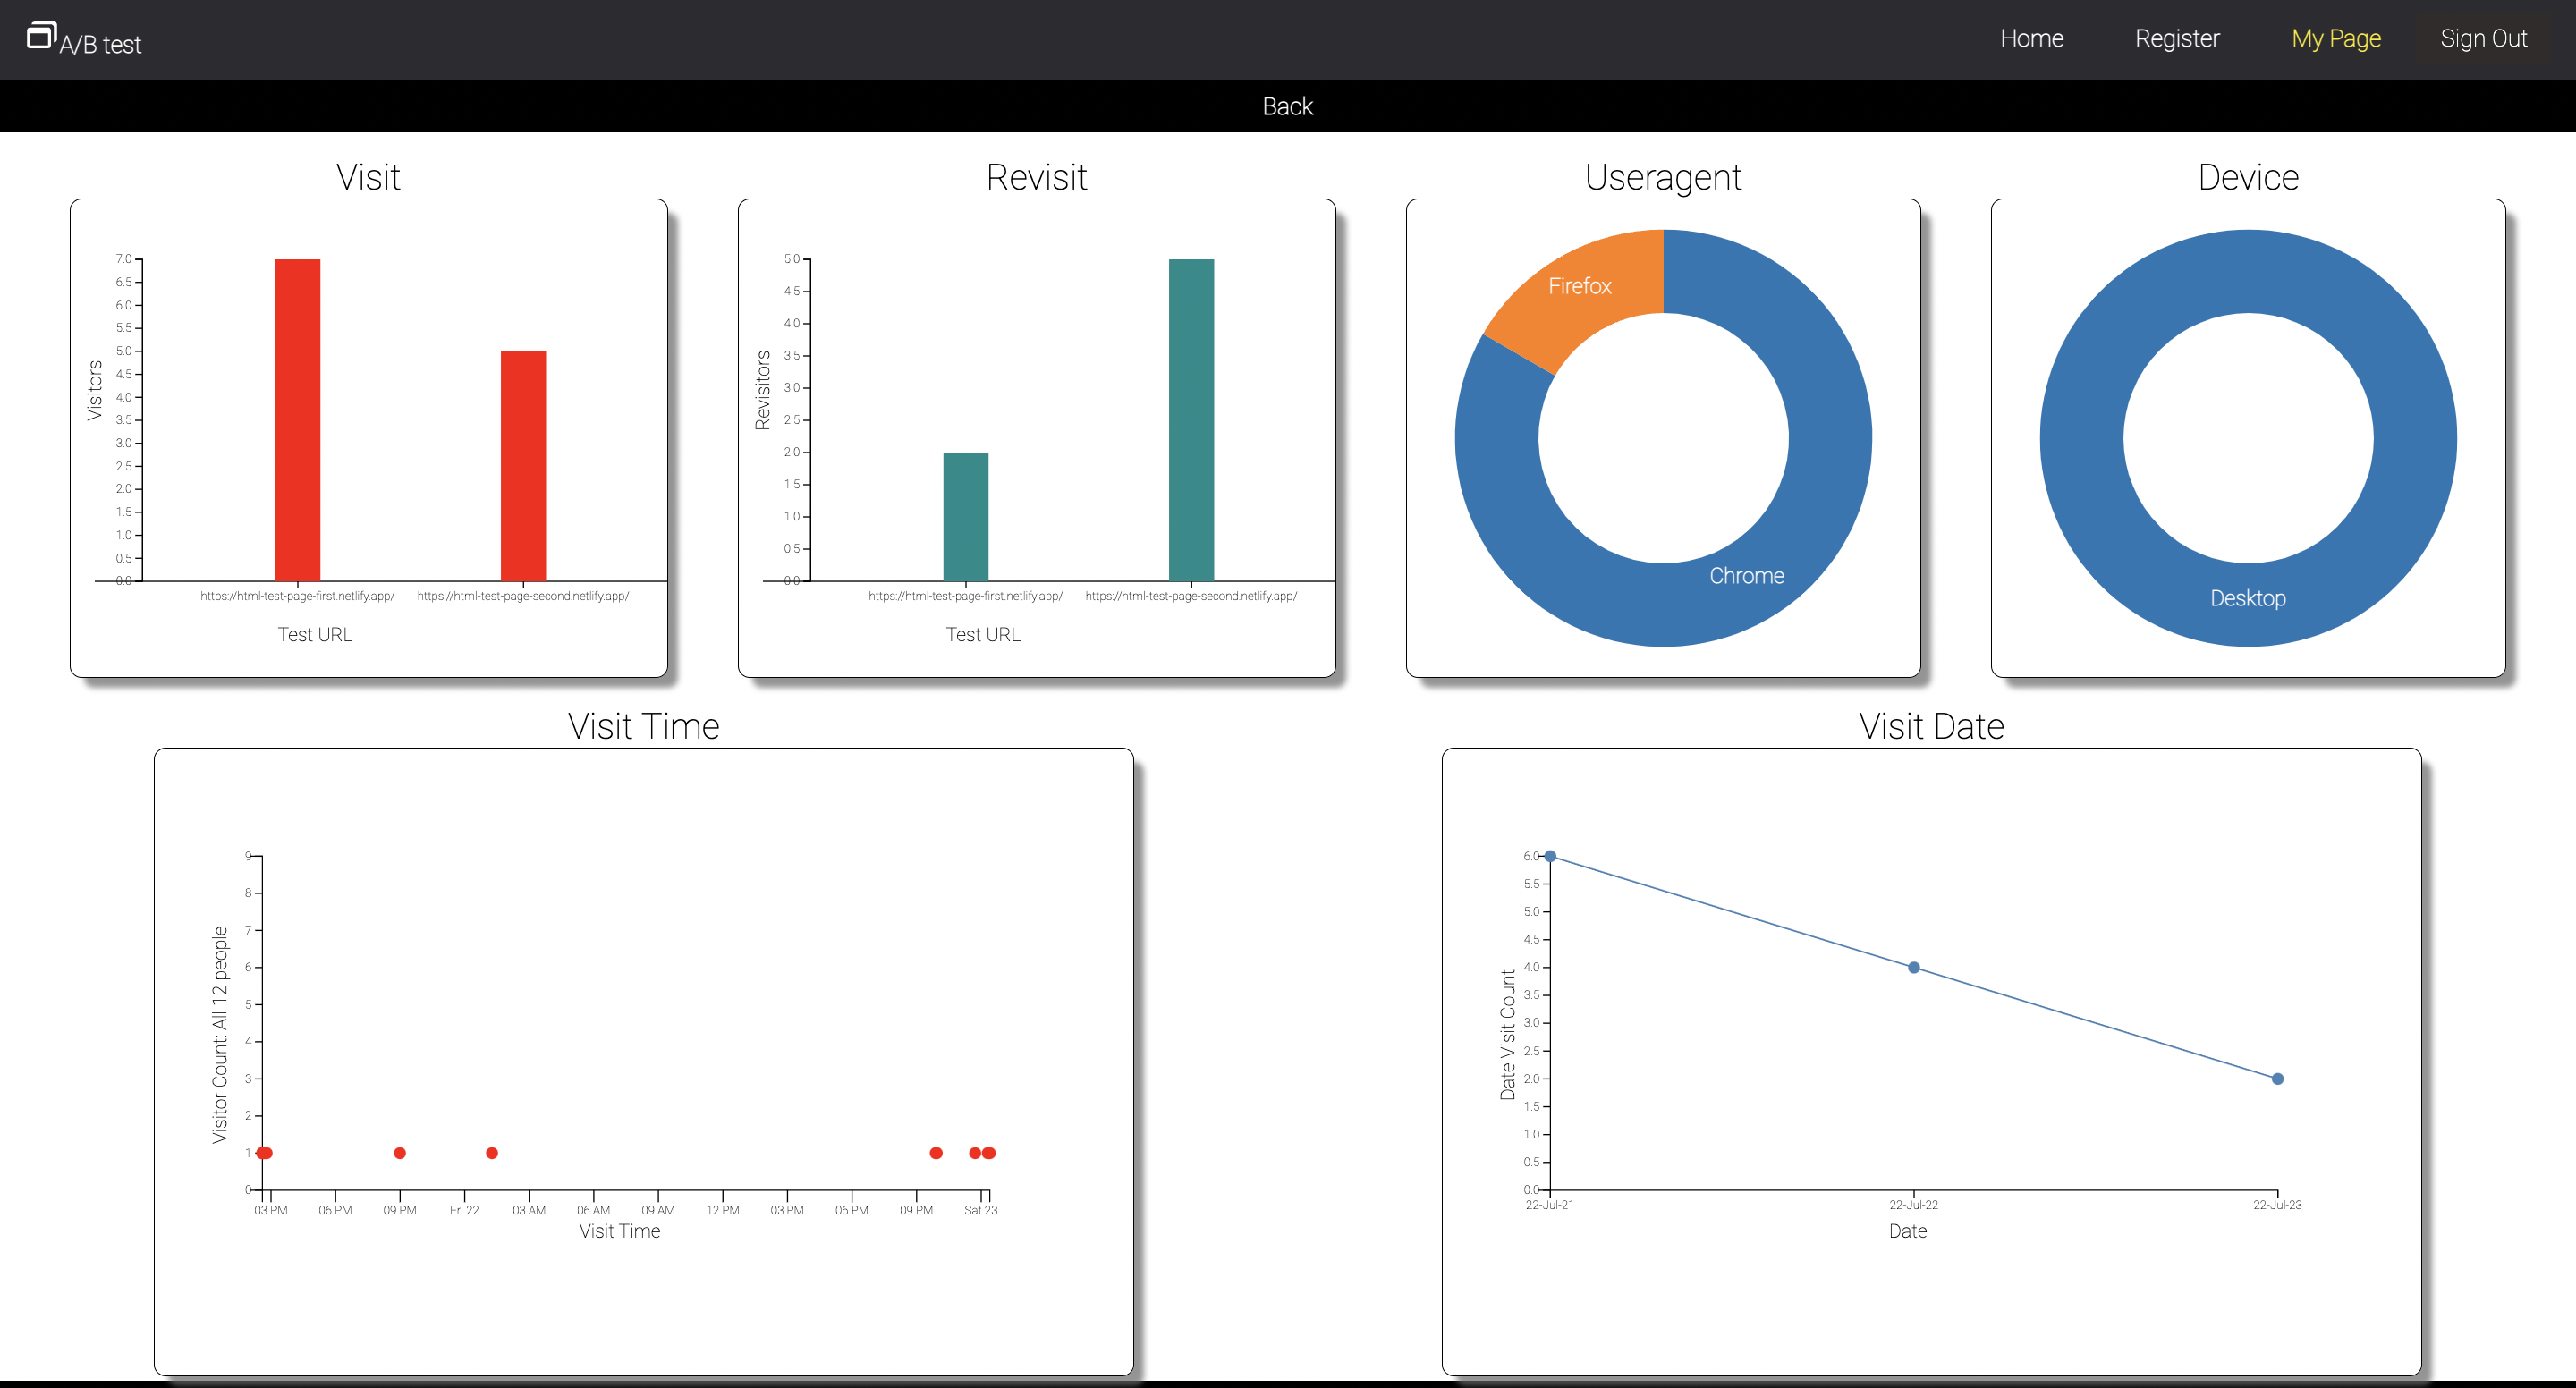 A/B test
Home
Register
My Page
Sign Out
Back
Visit
Visitors
7.0
6.5
6.0
5.5
5.0
4.5
4.0
3.5
3.0
2.5
2.0
1.5
1.0
0.5
0.0
https://html-test-page-first.netlify.app/
https://html-test-page-second.netlify.app/
Test URL
Revisit
Revisitors
5.0
4.5
4.0
3.5
3.0
2.5
2.0
1.5
1.0
0.5
0.0
https://html-test-page-first.netlify.app/
https://html-test-page-second.netlify.app/
Test URL
Useragent
Firefox
Chrome
Device
Desktop
Visit Time
Visitor Count: All 12 people
9
8
7
6
5
4
3
2
1
0
03 PM
06 PM
09 PM
Fri 22
03 AM
06 AM
09 AM
12 PM
03 PM
06 PM
09 PM
Sat 23
Visit Time
Visit Date
Date Visit Count
6.0
5.5
5.0
4.5
4.0
3.5
3.0
2.5
2.0
1.5
1.0
0.5
0.0
22-Jul-21
22-Jul-22
22-Jul-23
Date